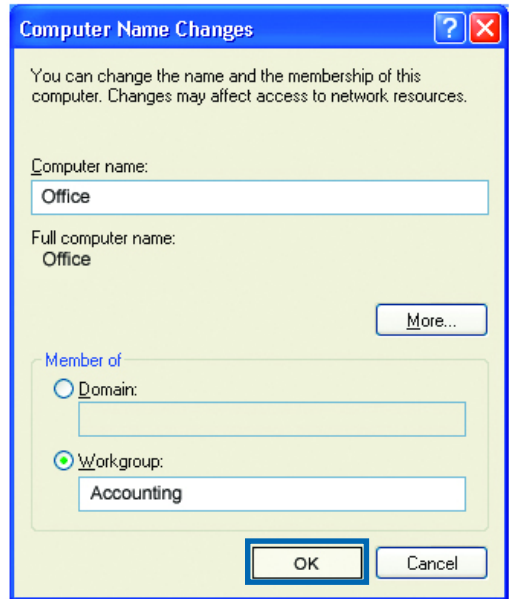 Computer Name Changes
You can change the name and the membership of this
computer. Changes may affect access to network resources.
Computer name:
Office
Full computer name:
Office
More...
Member of
Domain:
Workgroup:
Accounting
OK Cancel